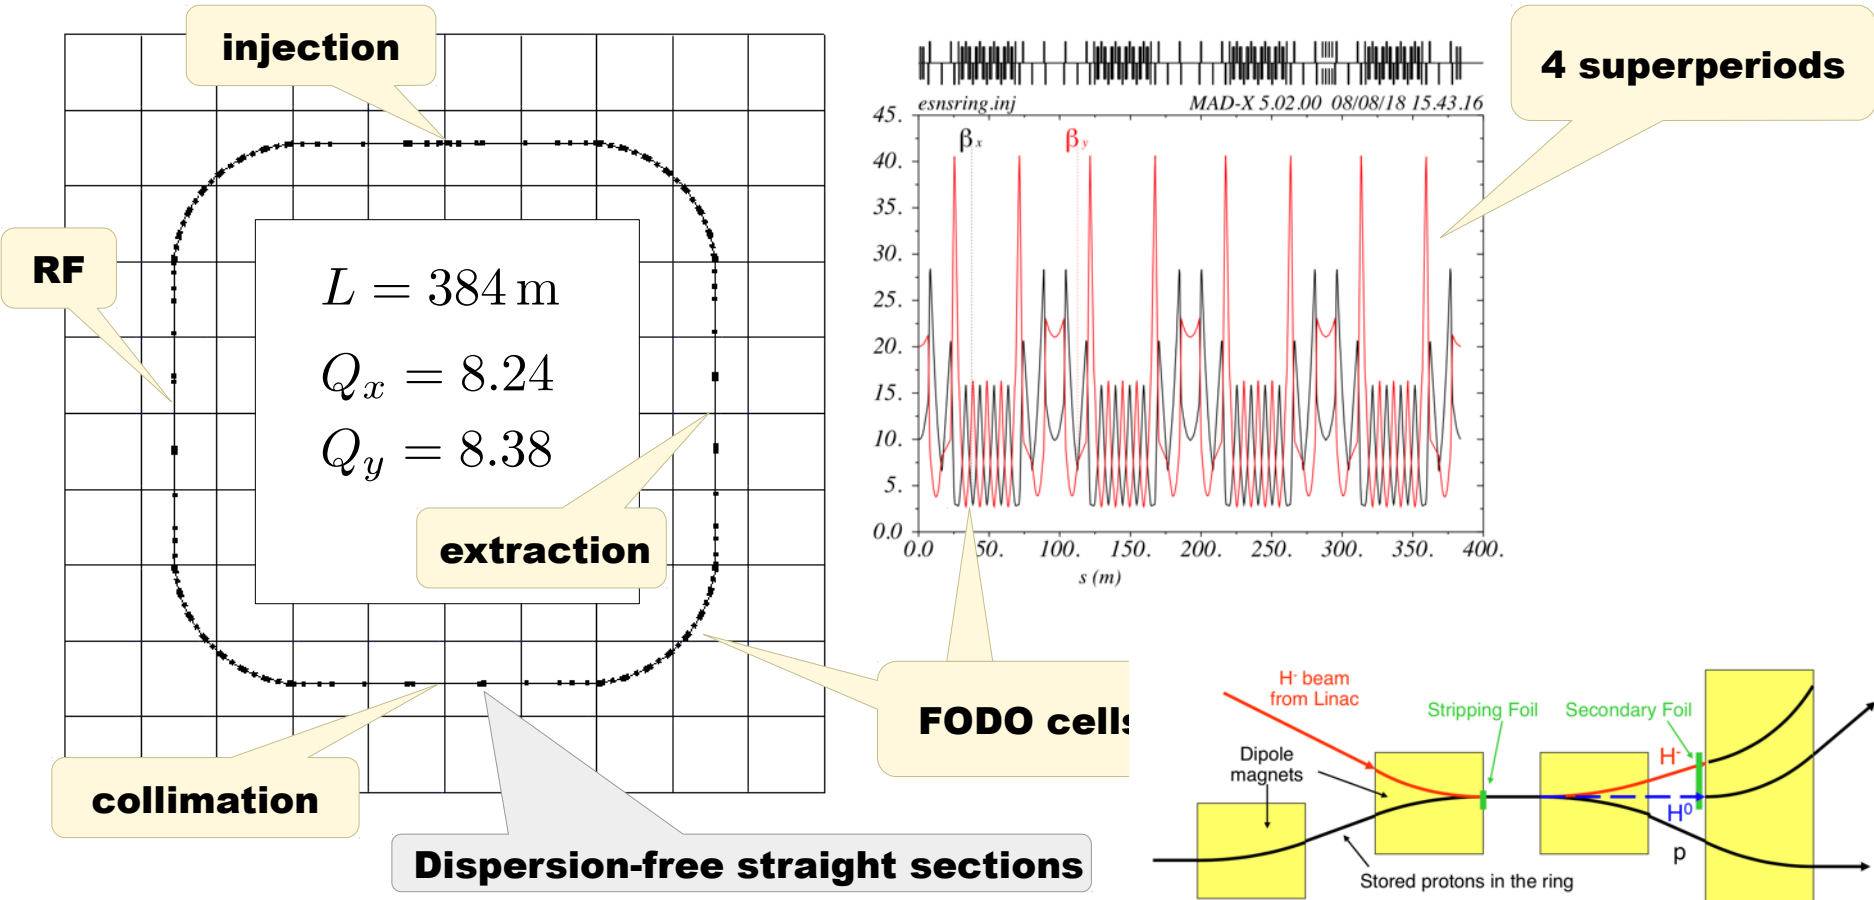 injection
RF
L = 384 m
Q_x = 8.24
Q_y = 8.38
extraction
collimation
Dispersion-free straight sections
FODO cells
4 superperiods
esnsring.inj MAD-X 5.02.00 08/08/18 15.43.16
β x β y
45.
40.
35.
30.
25.
20.
15.
10.
5.
0.0
0.0 50. 100. 150. 200. 250. 300. 350. 400.
s (m)
H- beam
from Linac
Stripping Foil Secondary Foil
Dipole
magnets
H-
H0
p
Stored protons in the ring